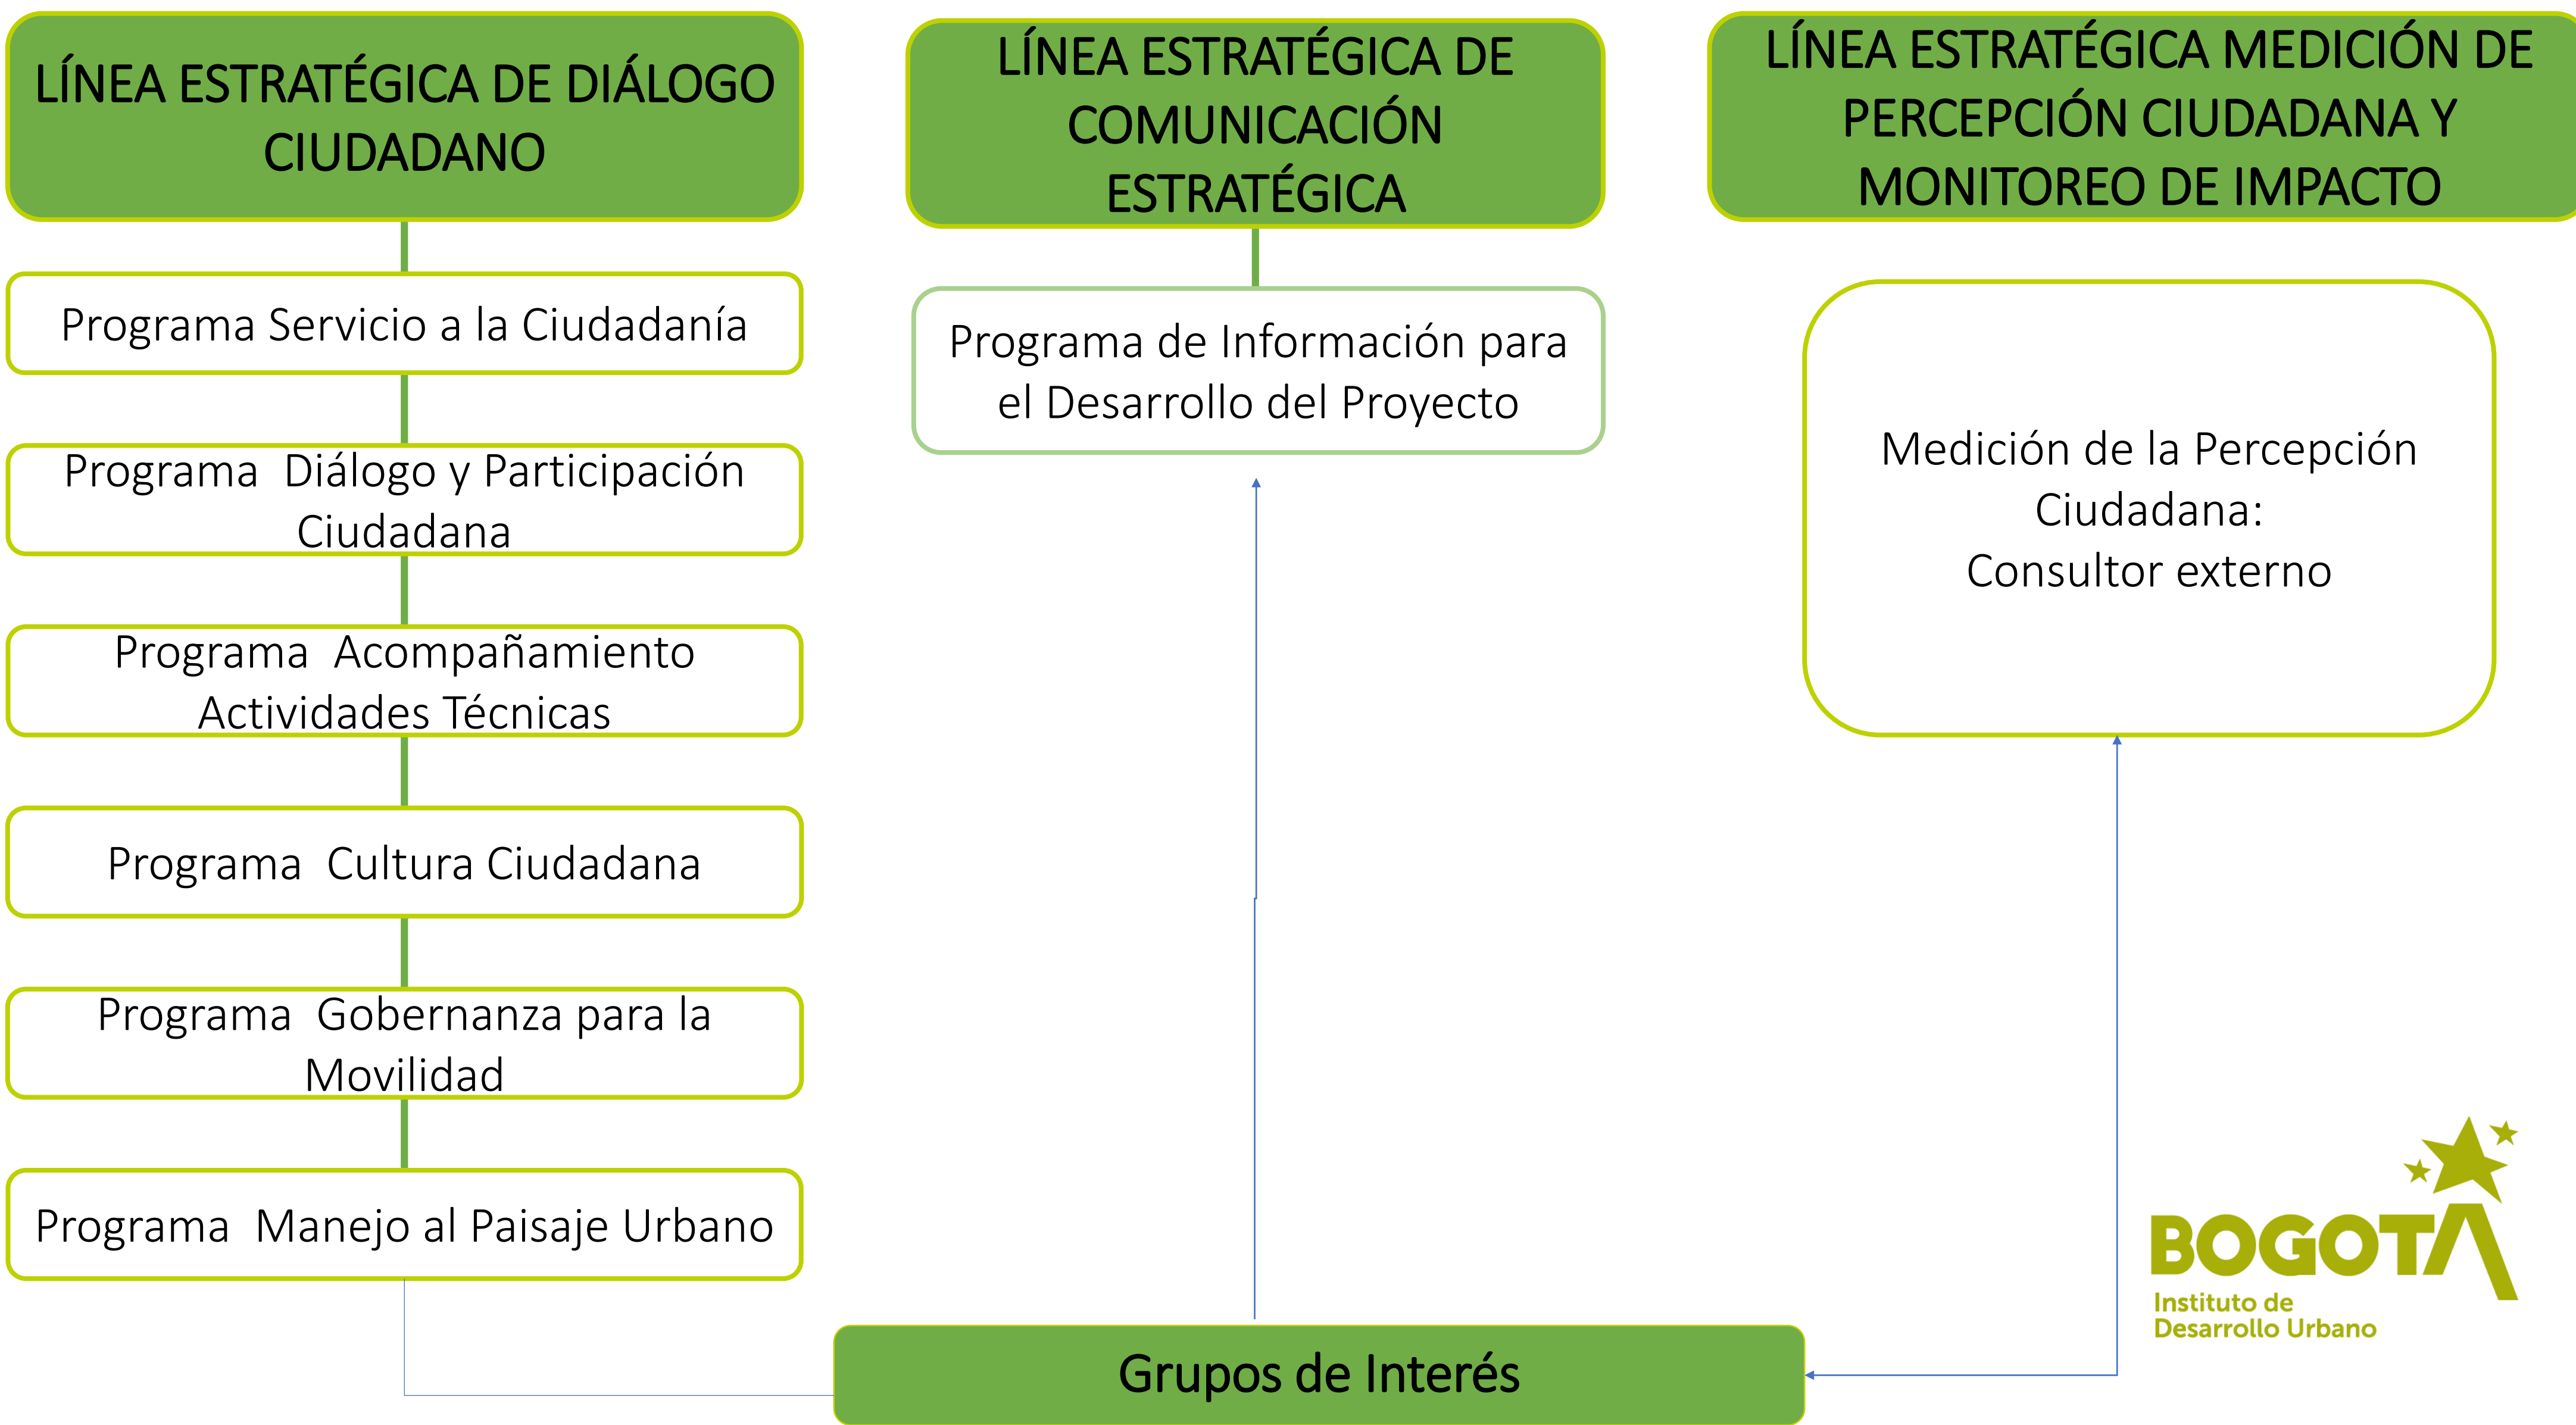 LÍNEA ESTRATÉGICA DE DIÁLOGO
CIUDADANO
Programa Servicio a la Ciudadanía
Programa Diálogo y Participación
Ciudadana
Programa Acompañamiento
Actividades Técnicas
Programa Cultura Ciudadana
Programa Gobernanza para la
Movilidad
Programa Manejo al Paisaje Urbano
LÍNEA ESTRATÉGICA DE
COMUNICACIÓN
ESTRATÉGICA
Programa de Información para
el Desarrollo del Proyecto
LÍNEA ESTRATÉGICA MEDICIÓN DE
PERCEPCIÓN CIUDADANA Y
MONITOREO DE IMPACTO
Medición de la Percepción
Ciudadana:
Consultor externo
Grupos de Interés
BOGOTÁ
Instituto de
Desarrollo Urbano